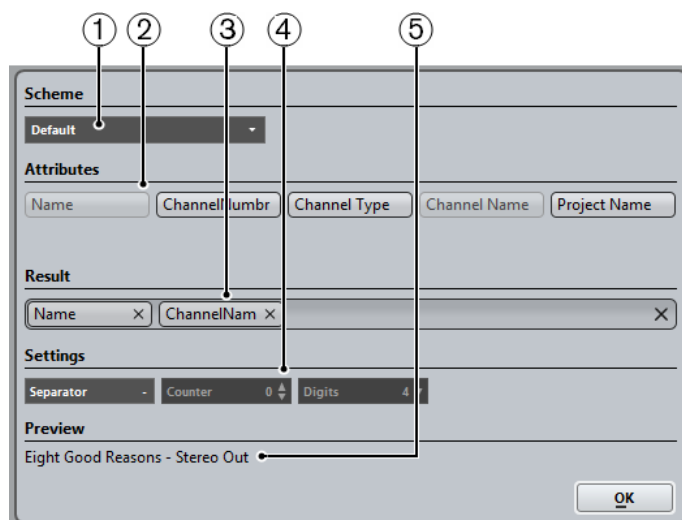 1 2 3 4 5
Scheme
Default
Attributes
Name ChannelNumbr Channel Type Channel Name Project Name
Result
Name × ChannelNam × ×
Settings
Separator - Counter 0 Digits 4
Preview
Eight Good Reasons - Stereo Out
OK